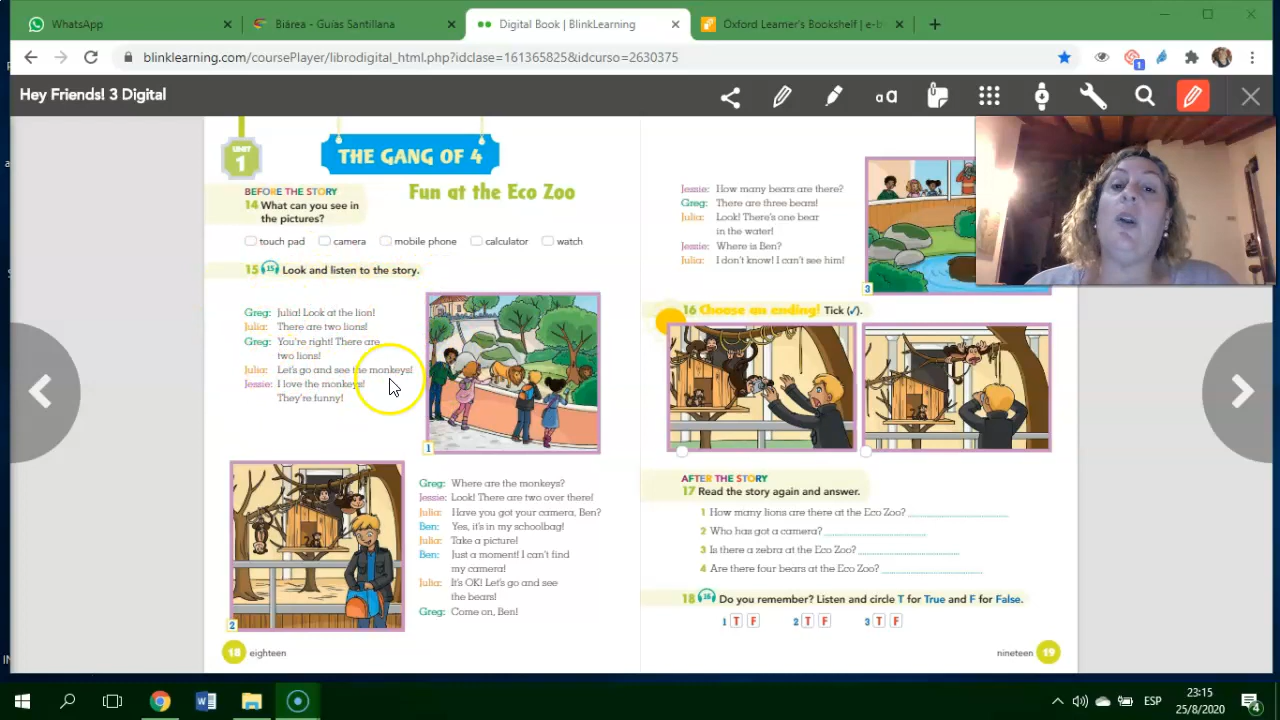 WhatsApp
Biárea - Guías Santillana
Digital Book | BlinkLearning
Oxford Learner's Bookshelf | e-b
blinklearning.com/coursePlayer/librodigital_html.php?idclase=161365825&idcurso=2630375
1
Hey Friends! 3 Digital
aa
UNIT
1
THE GANG OF 4
BEFORE THE STORY
Fun at the Eco Zoo
14 What can you see in
the pictures?
touch pad camera mobile phone calculator watch
15 15 Look and listen to the story.
Greg: Julia! Look at the lion!
Julia: There are two lions!
Greg: You're right! There are
two lions!
Julia: Let's go and see the monkeys!
Jessie: I love the monkeys!
They're funny!
1
Greg: Where are the monkeys?
Jessie: Look! There are two over there!
Julia: Have you got your camera, Ben?
Ben: Yes, it's in my schoolbag!
Julia: Take a picture!
Ben: Just a moment! I can't find
my camera!
Julia: It's OK! Let's go and see
the bears!
Greg: Come on, Ben!
2
18 eighteen
Jessie: How many bears are there?
Greg: There are three bears!
Julia: Look! There's one bear
in the water!
Jessie: Where is Ben?
Julia: I don't know! I can't see him!
3
16 Choose an ending! Tick (✓).
AFTER THE STORY
17 Read the story again and answer.
1 How many lions are there at the Eco Zoo?
2 Who has got a camera?
3 Is there a zebra at the Eco Zoo?
4 Are there four bears at the Eco Zoo?
18 16 Do you remember? Listen and circle T for True and F for False.
1 T F 2 T F 3 T F
nineteen 19
ESP
23:15
25/8/2020
4